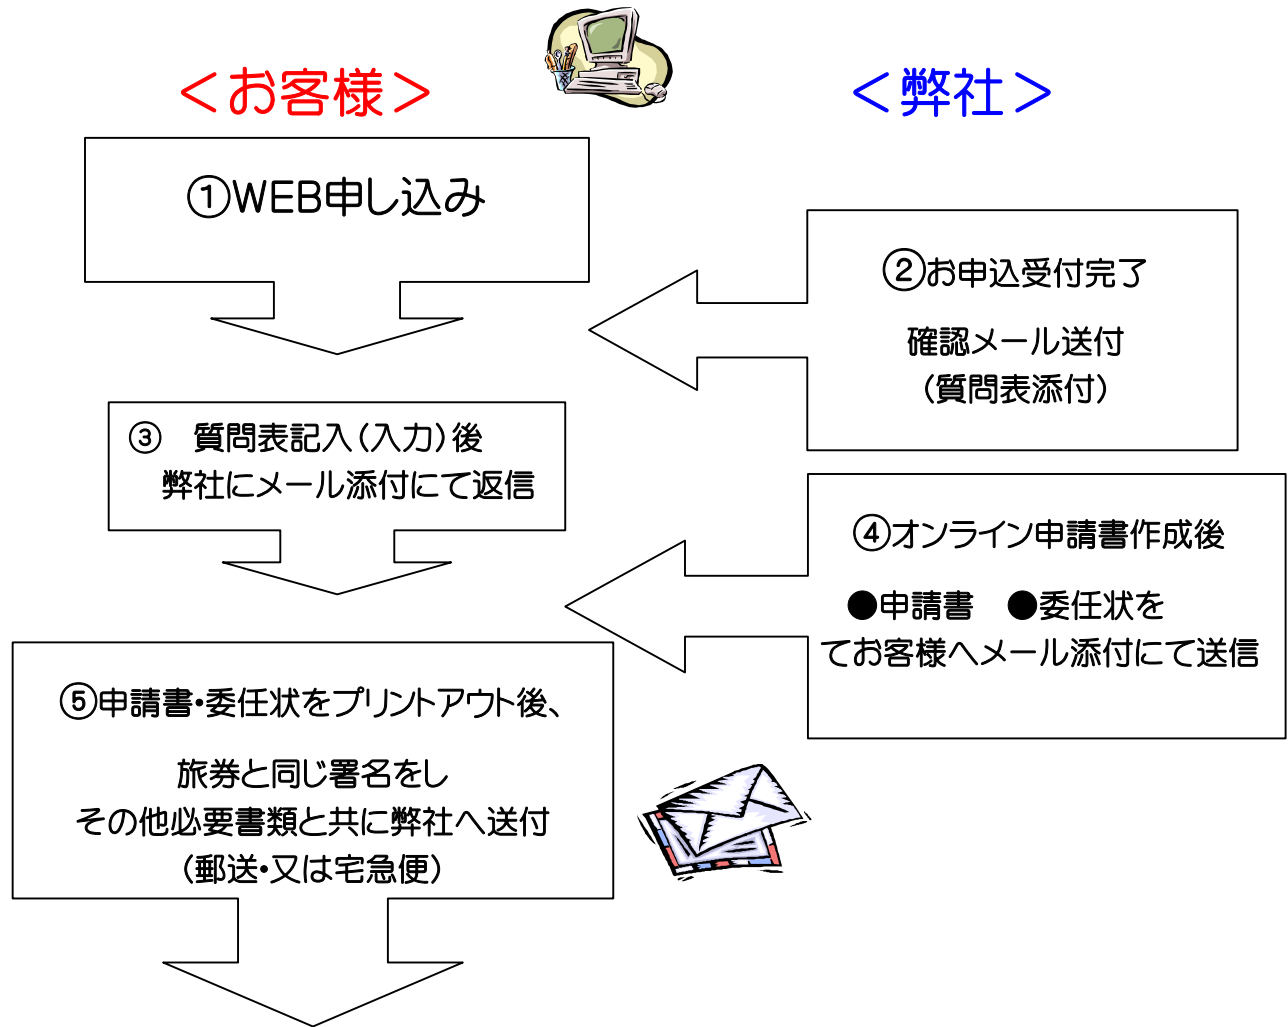 ＜お客様＞
＜弊社＞
①WEB申し込み
②お申込受付完了
確認メール送付
（質問表添付）
③　質問表記入（入力）後
弊社にメール添付にて返信
④オンライン申請書作成後
●申請書　●委任状を
てお客様へメール添付にて送信
⑤申請書・委任状をプリントアウト後、
旅券と同じ署名をし
その他必要書類と共に弊社へ送付
（郵送・又は宅急便）